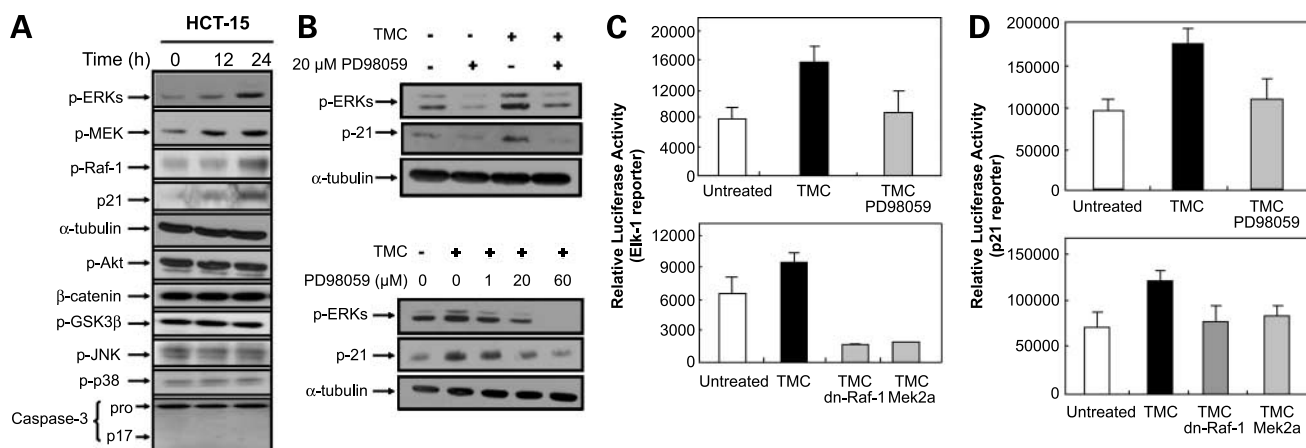 A
HCT-15
Time (h) 0 12 24
p-ERKs
p-MEK
p-Raf-1
p21
α-tubulin
p-Akt
β-catenin
p-GSK3β
p-JNK
p-p38
Caspase-3
pro
p17
B
TMC - - + +
20 μM PD98059 - + - +
p-ERKs
p-21
α-tubulin
TMC - + + + +
PD98059 (μM) 0 0 1 20 60
p-ERKs
p-21
α-tubulin
C
Relative Luciferase Activity
(Elk-1 reporter)
20000
16000
12000
8000
4000
0
Untreated TMC TMC
PD98059
12000
9000
6000
3000
0
Untreated TMC TMC TMC
dn-Raf-1 Mek2a
D
Relative Luciferase Activity
(p21 reporter)
200000
150000
100000
50000
0
Untreated TMC TMC
PD98059
150000
100000
50000
0
Untreated TMC TMC TMC
dn-Raf-1 Mek2a